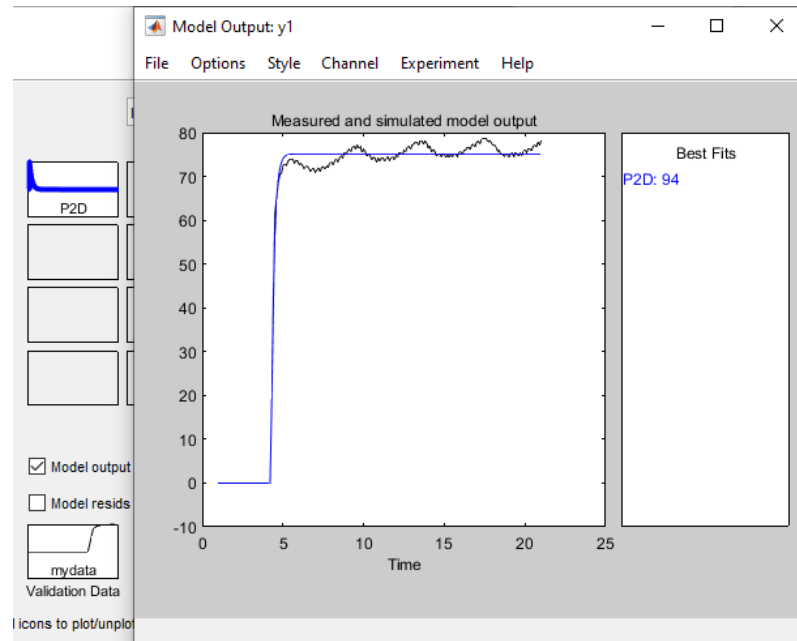 Model Output: y1
File Options Style Channel Experiment Help
Measured and simulated model output
80
70
60
50
40
30
20
10
0
-10
0 5 10 15 20 25
Time
Best Fits
P2D: 94
P2D
Model output
Model resids
mydata
Validation Data
icons to plot/unplot